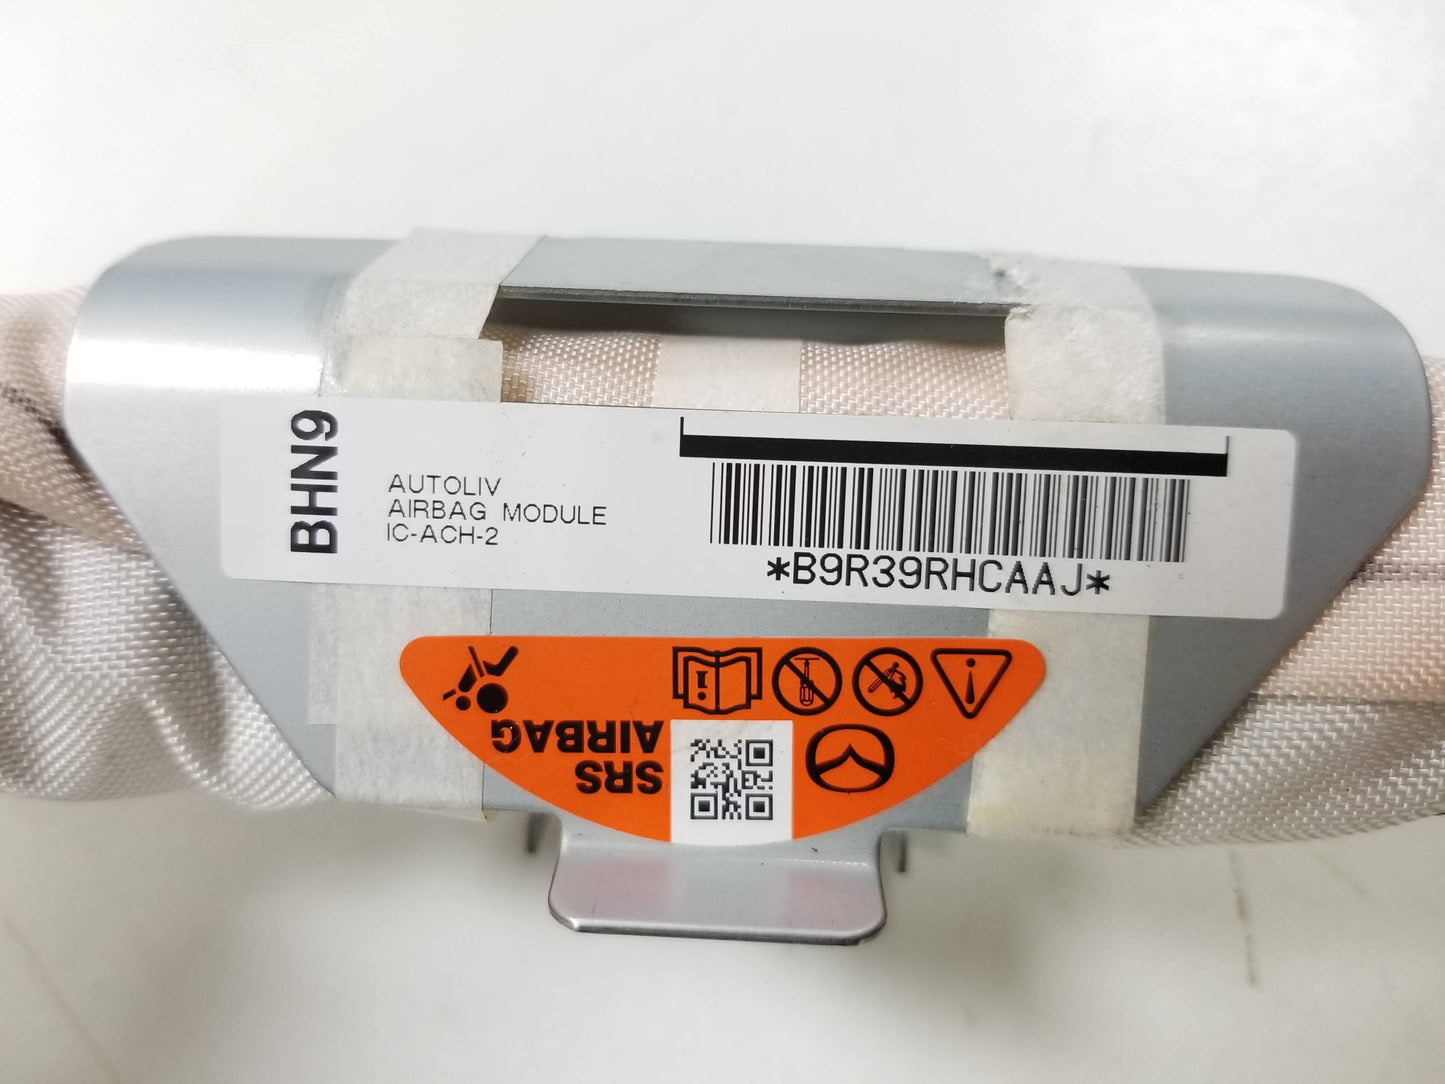 BHN9
AUTOLIV
AIRBAG MODULE
IC-ACH-2
*B9R39RHCAAJ*
SRS
AIRBAG